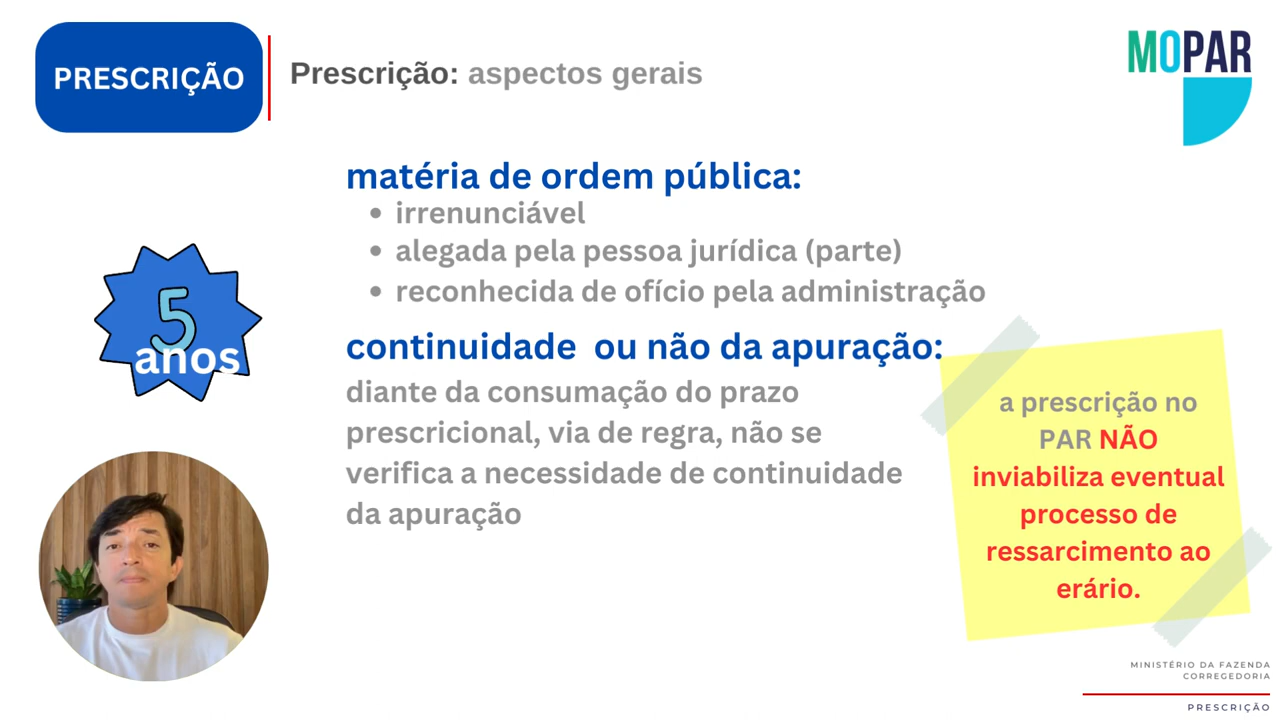 PRESCRIÇÃO
Prescrição: aspectos gerais
MOPAR
matéria de ordem pública:
• irrenunciável
• alegada pela pessoa jurídica (parte)
• reconhecida de ofício pela administração
5
anos
continuidade ou não da apuração:
diante da consumação do prazo
prescricional, via de regra, não se
verifica a necessidade de continuidade
da apuração
a prescrição no
PAR NÃO
inviabiliza eventual
processo de
ressarcimento ao
erário.
MINISTÉRIO DA FAZENDA
CORREGEDORIA
PRESCRIÇÃO